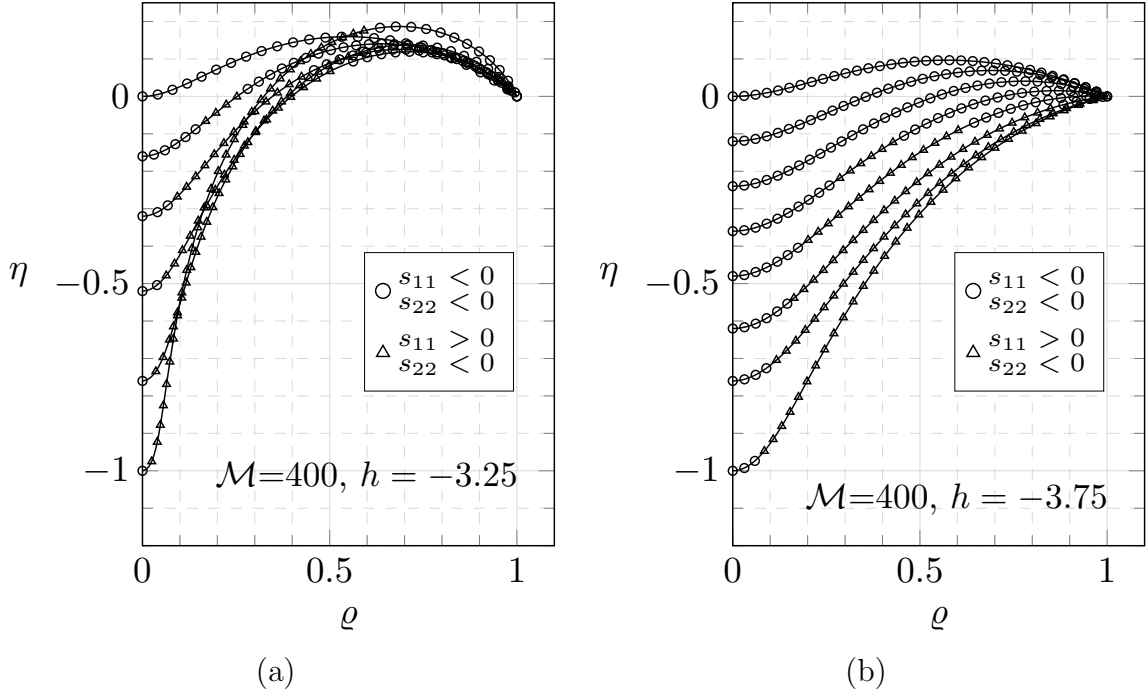 0
−0.5
−1
η
s₁₁ < 0
s₂₂ < 0
s₁₁ > 0
s₂₂ < 0
ℳ=400, h = −3.25
0
0.5
1
ϱ
(a)
0
−0.5
−1
η
s₁₁ < 0
s₂₂ < 0
s₁₁ > 0
s₂₂ < 0
ℳ=400, h = −3.75
0
0.5
1
ϱ
(b)